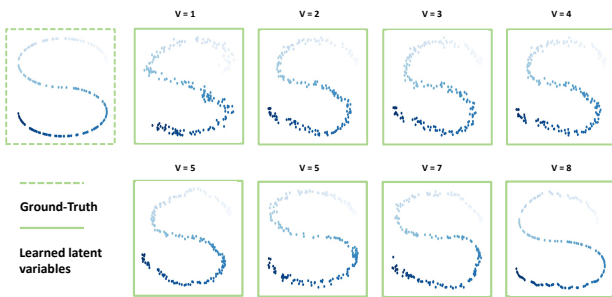 V = 1
V = 2
V = 3
V = 4
V = 5
V = 5
V = 7
V = 8
Ground-Truth
Learned latent
variables